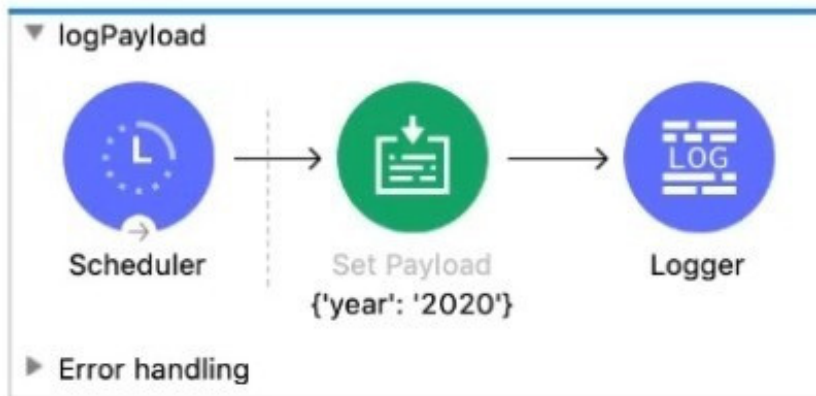 logPayload
LOG
Scheduler
Set Payload
Logger
{'year': '2020'}
Error handling